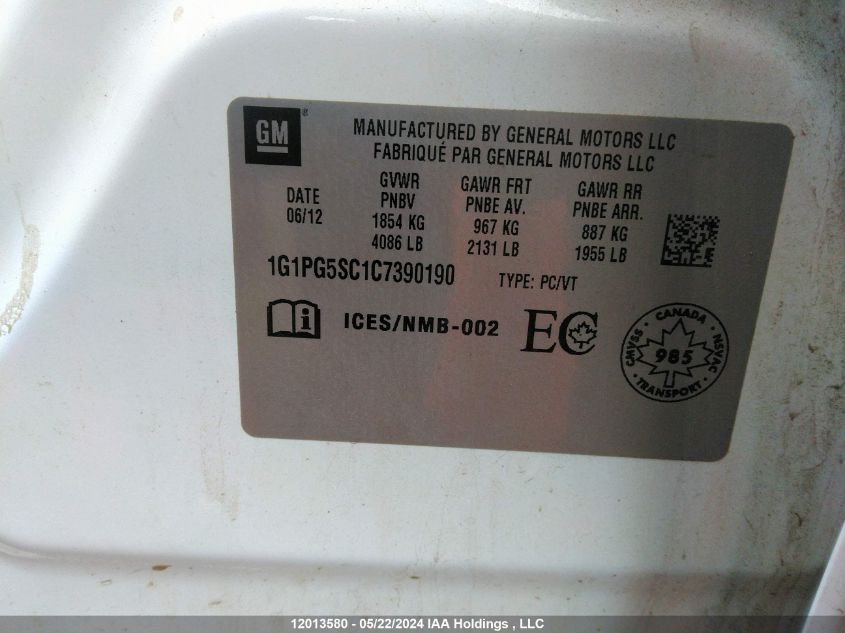 GM ®
MANUFACTURED BY GENERAL MOTORS LLC
FABRIQUÉ PAR GENERAL MOTORS LLC
DATE
06/12
GVWR
PNBV
1854 KG
4086 LB
GAWR FRT
PNBE AV.
967 KG
2131 LB
GAWR RR
PNBE ARR.
887 KG
1955 LB
1G1PG5SC1C7390190 TYPE: PC/VT
i ICES/NMB-002 EC
CANADA
CMVSS 985 NSVAC
TRANSPORT
12013580 - 05/22/2024 IAA Holdings , LLC